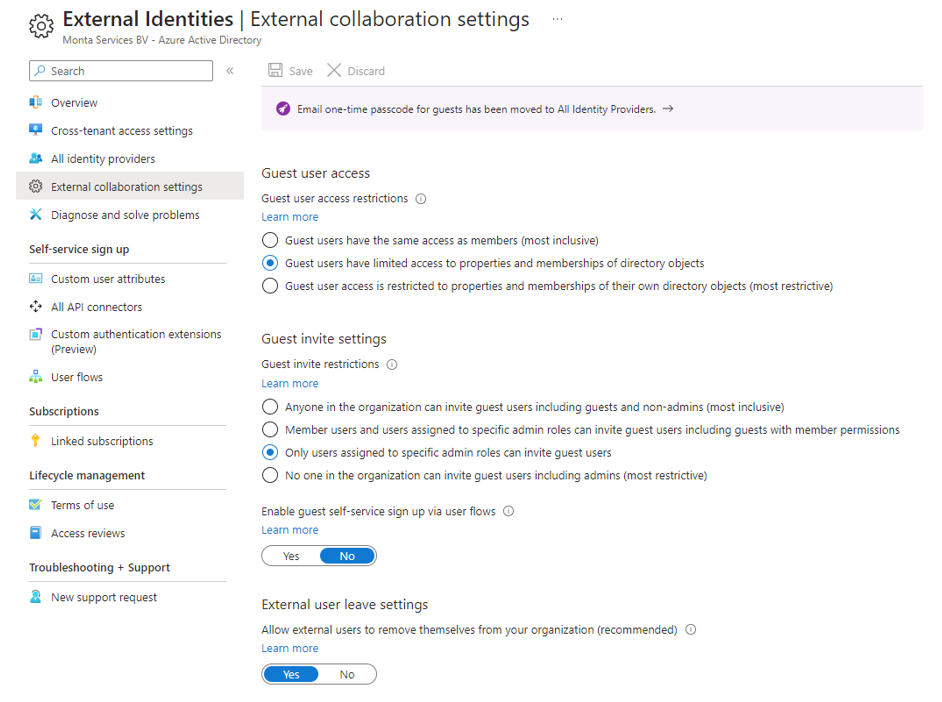 External Identities | External collaboration settings ...
Monta Services BV - Azure Active Directory
Search
«
Save
Discard
Email one-time passcode for guests has been moved to All Identity Providers. →
Overview
Cross-tenant access settings
All identity providers
External collaboration settings
Diagnose and solve problems
Self-service sign up
Custom user attributes
All API connectors
Custom authentication extensions
(Preview)
User flows
Subscriptions
Linked subscriptions
Lifecycle management
Terms of use
Access reviews
Troubleshooting + Support
New support request
Guest user access
Guest user access restrictions
Learn more
Guest users have the same access as members (most inclusive)
Guest users have limited access to properties and memberships of directory objects
Guest user access is restricted to properties and memberships of their own directory objects (most restrictive)
Guest invite settings
Guest invite restrictions
Learn more
Anyone in the organization can invite guest users including guests and non-admins (most inclusive)
Member users and users assigned to specific admin roles can invite guest users including guests with member permissions
Only users assigned to specific admin roles can invite guest users
No one in the organization can invite guest users including admins (most restrictive)
Enable guest self-service sign up via user flows
Learn more
Yes No
External user leave settings
Allow external users to remove themselves from your organization (recommended)
Learn more
Yes No